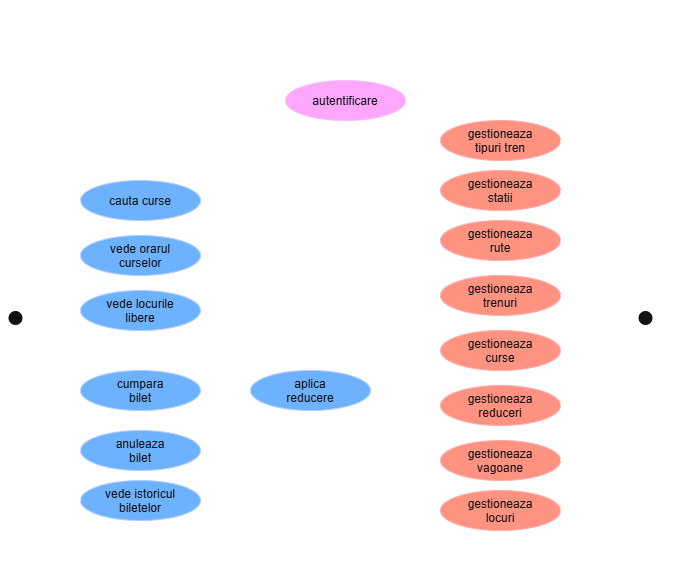 autentificare
gestioneaza
tipuri tren
gestioneaza
statii
gestioneaza
rute
gestioneaza
trenuri
gestioneaza
curse
gestioneaza
reduceri
gestioneaza
vagoane
gestioneaza
locuri
cauta curse
vede orarul
curselor
vede locurile
libere
cumpara
bilet
aplica
reducere
anuleaza
bilet
vede istoricul
biletelor